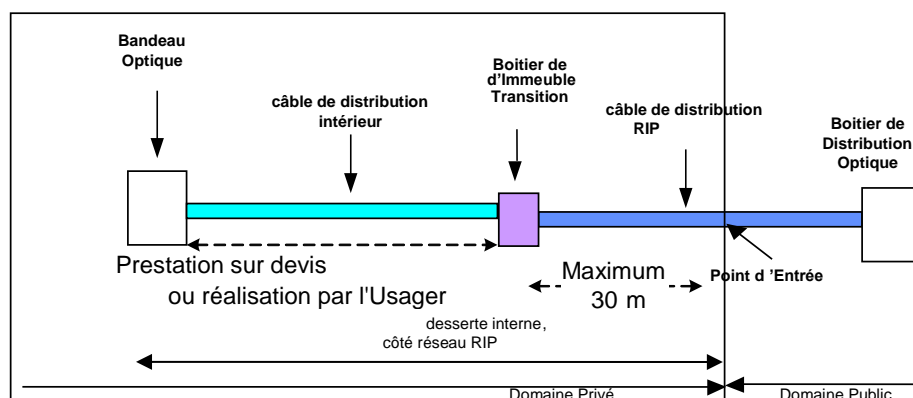 Bandeau
Optique
Boitier de
d'Immeuble
Transition
câble de distribution
intérieur
câble de distribution
RIP
Boitier de
Distribution
Optique
Prestation sur devis
ou réalisation par l'Usager
Maximum
30 m
Point d 'Entrée
desserte interne,
côté réseau RIP
Domaine Privé
Domaine Public